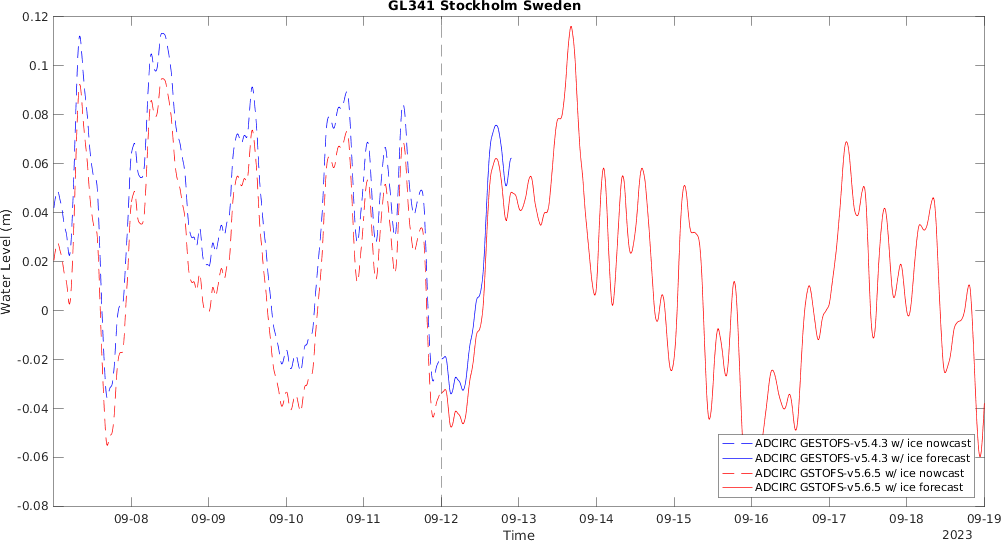 GL341 Stockholm Sweden
Water Level (m)
0.12
0.1
0.08
0.06
0.04
0.02
0
-0.02
-0.04
-0.06
-0.08
ADCIRC GESTOFS-v5.4.3 w/ ice nowcast
ADCIRC GESTOFS-v5.4.3 w/ ice forecast
ADCIRC GSTOFS-v5.6.5 w/ ice nowcast
ADCIRC GSTOFS-v5.6.5 w/ ice forecast
09-08 09-09 09-10 09-11 09-12 09-13 09-14 09-15 09-16 09-17 09-18 09-19
Time
2023